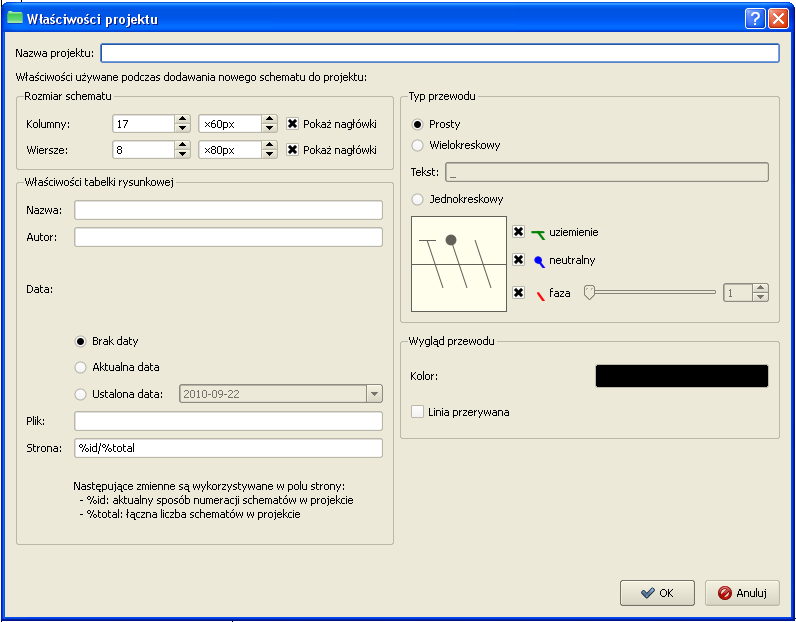 Właściwości projektu
Nazwa projektu:
Właściwości używane podczas dodawania nowego schematu do projektu:
Rozmiar schematu
Kolumny: 17 ×60px Pokaż nagłówki
Wiersze: 8 ×80px Pokaż nagłówki
Właściwości tabelki rysunkowej
Nazwa:
Autor:
Data:
Brak daty
Aktualna data
Ustalona data: 2010-09-22
Plik:
Strona: %id/%total
Następujące zmienne są wykorzystywane w polu strony:
- %id: aktualny sposób numeracji schematów w projekcie
- %total: łączna liczba schematów w projekcie
Typ przewodu
Prosty
Wielokreskowy
Tekst: _
Jednokreskowy
uziemienie
neutralny
faza 1
Wygląd przewodu
Kolor:
Linia przerywana
OK Anuluj